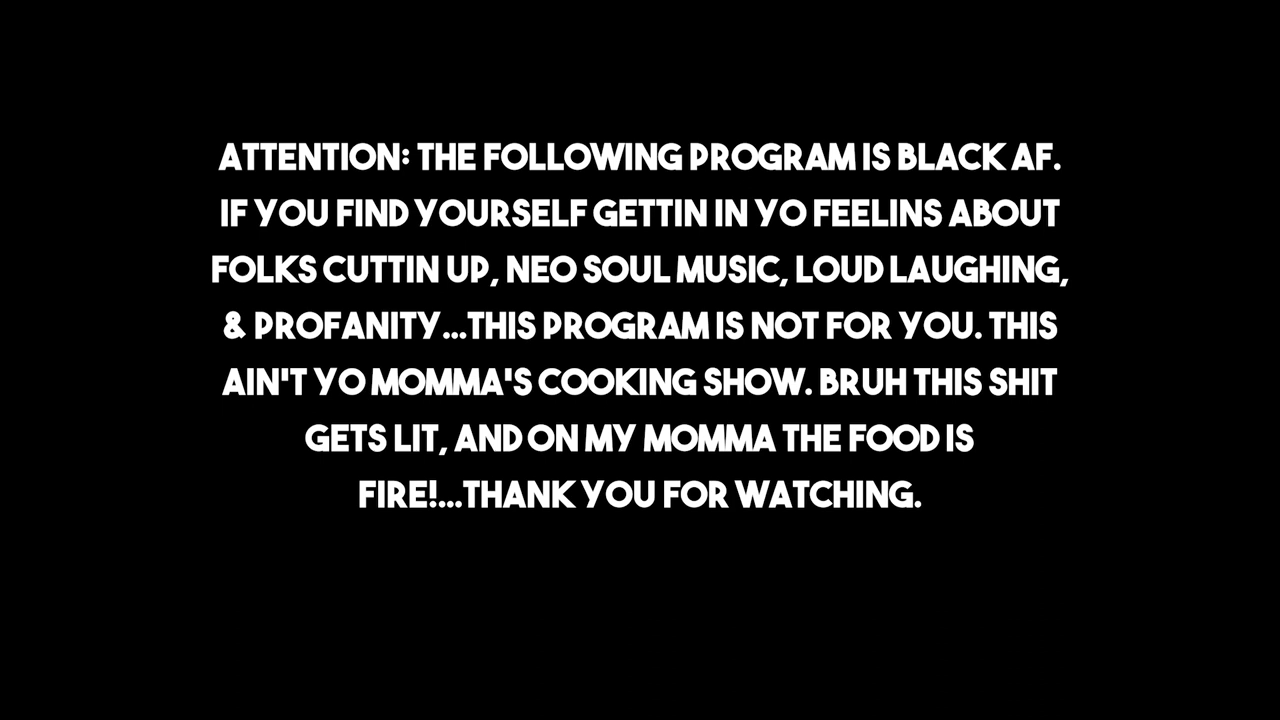 ATTENTION: THE FOLLOWING PROGRAM IS BLACK AF.
IF YOU FIND YOURSELF GETTIN IN YO FEELINS ABOUT
FOLKS CUTTIN UP, NEO SOUL MUSIC, LOUD LAUGHING,
& PROFANITY...THIS PROGRAM IS NOT FOR YOU. THIS
AIN'T YO MOMMA'S COOKING SHOW. BRUH THIS SHIT
GETS LIT, AND ON MY MOMMA THE FOOD IS
FIRE!...THANK YOU FOR WATCHING.